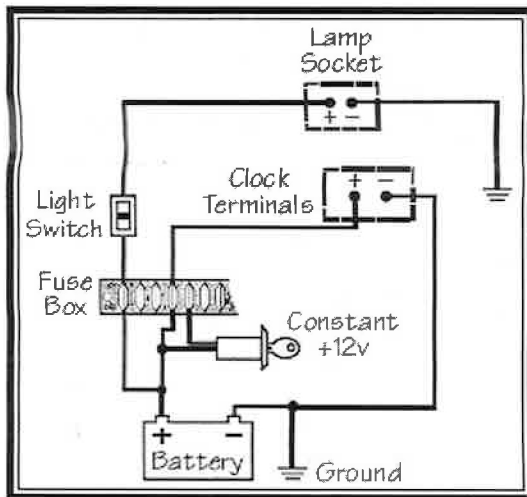 Lamp
Socket
+ -
Clock
Terminals
+ -
Light
Switch
Fuse
Box
Constant
+12v
+ -
Battery
Ground